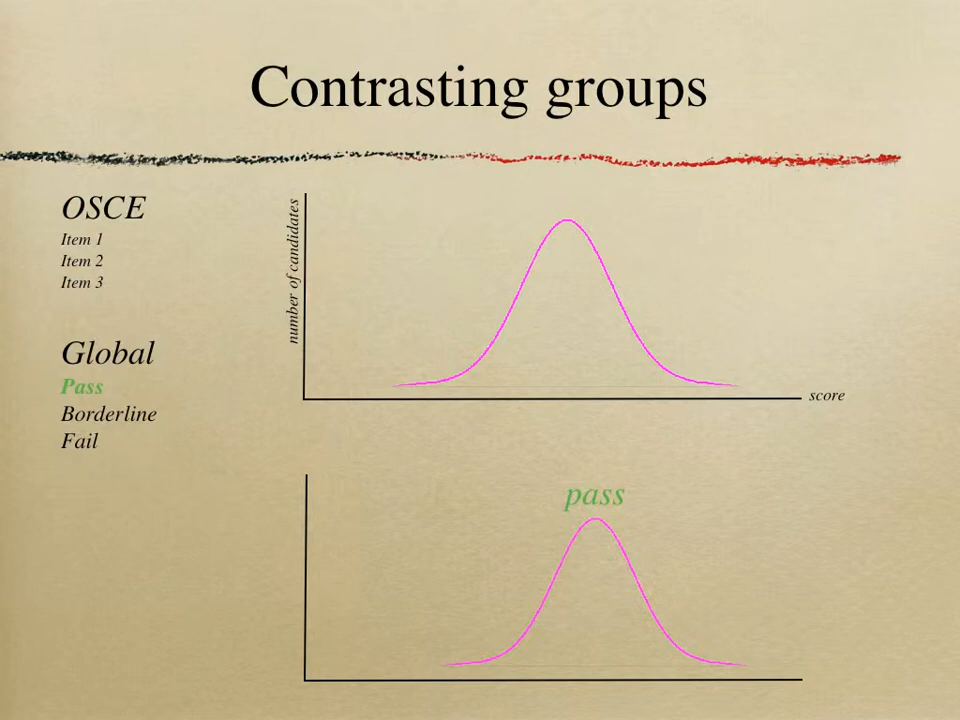 Contrasting groups
OSCE
Item 1
Item 2
Item 3
Global
Pass
Borderline
Fail
number of candidates
score
pass